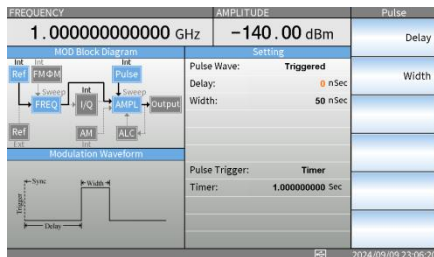 FREQUENCY AMPLITUDE Pulse
1.000000000000 GHz -140.00 dBm
Delay
MOD Block Diagram
Setting
Int Int Int
Ref FMΦM Pulse
Sweep Int Sweep
FREQ I/Q AMPL Output
Ref AM ALC
Ext Int
Pulse Wave: Triggered
Delay: 0 nSec
Width: 50 nSec
Width
Modulation Waveform
Sync Width
Trigger
Delay
Pulse Trigger: Timer
Timer: 1.000000000 Sec
2024/09/09 23:06:20